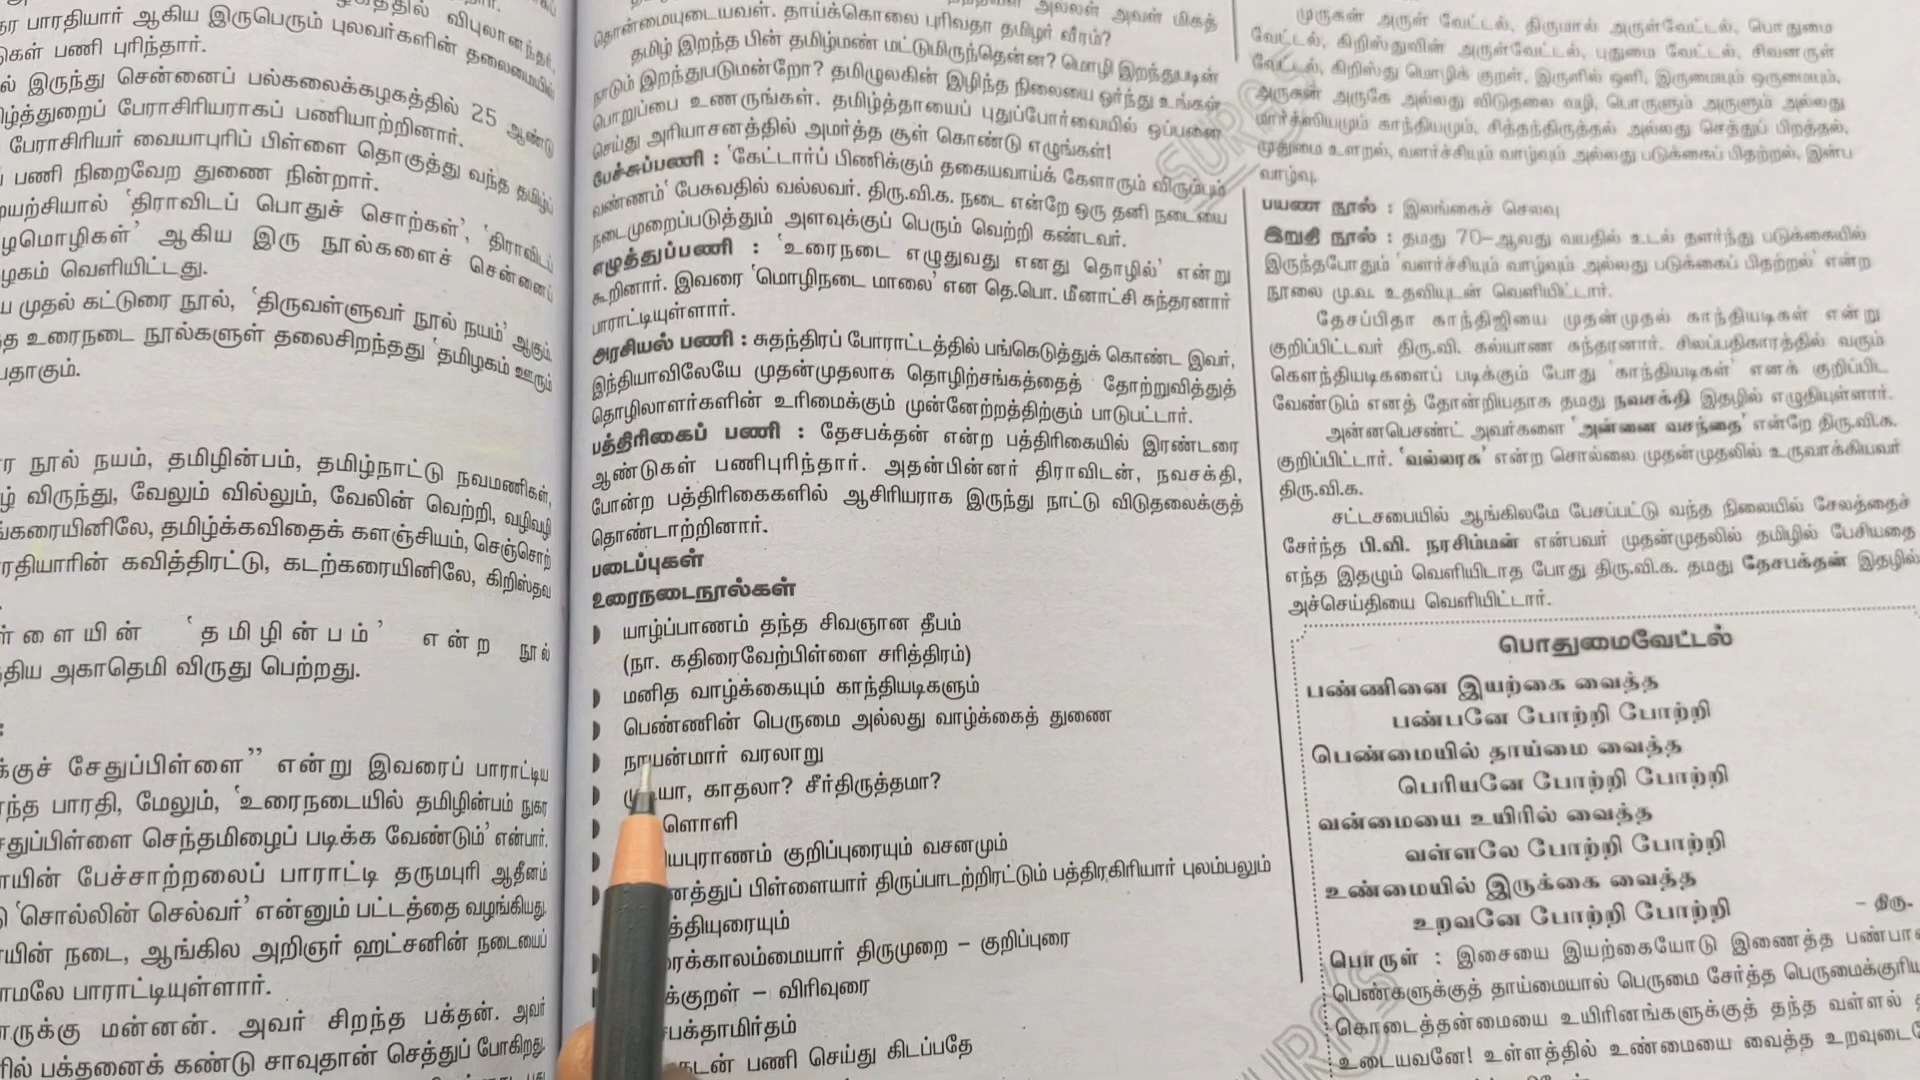 ர பாரதியார் ஆகிய இருபெரும் புலவர்களின் தலைமையில்
கள் பணி புரிந்தார்.
ல் இருந்து சென்னைப் பல்கலைக்கழகத்தில் 25 ஆண்டு
ழ்த்துறைப் பேராசிரியராகப் பணியாற்றினார்.
பேராசிரியர் வையாபுரிப் பிள்ளை தொகுத்து வந்த தமிழ்ப்
பணி நிறைவேற துணை நின்றார்.
முயற்சியால் ‘திராவிடப் பொதுச் சொற்கள்’, ‘திராவிடப்
ழமொழிகள்’ ஆகிய இரு நூல்களைச் சென்னைப்
ழகம் வெளியிட்டது.
ய முதல் கட்டுரை நூல், ‘திருவள்ளுவர் நூல் நயம்’ ஆகும்
த உரைநடை நூல்களுள் தலைசிறந்தது ‘தமிழகம் ஊரும்
பதாகும்.
ர நூல் நயம், தமிழின்பம், தமிழ்நாட்டு நவமணிகள்,
ழ் விருந்து, வேலும் வில்லும், வேலின் வெற்றி, வழிவழி
ங்கரையினிலே, தமிழ்க்கவிதைக் களஞ்சியம், செஞ்சொற்
ரதியாரின் கவித்திரட்டு, கடற்கரையினிலே, கிறிஸ்தவ
ள்ளையின் ‘தமிழின்பம்’ என்ற நூல்
திய அகாதெமி விருது பெற்றது.
க்குச் சேதுப்பிள்ளை” என்று இவரைப் பாராட்டிய
ந்த பாரதி, மேலும், ‘உரைநடையில் தமிழின்பம் நுகர
சதுப்பிள்ளை செந்தமிழைப் படிக்க வேண்டும்’ என்பார்.
ாயின் பேச்சாற்றலைப் பாராட்டி தருமபுரி ஆதீனம்
‘சொல்லின் செல்வர்’ என்னும் பட்டத்தை வழங்கியது.
யின் நடை, ஆங்கில அறிஞர் ஹட்சனின் நடையைப்
ாமலே பாராட்டியுள்ளார்.
ருக்கு மன்னன். அவர் சிறந்த பக்தன். அவர்
ரில் பக்தனைக் கண்டு சாவுதான் செத்துப் போகிறது.
தொன்மையுடையவள். தாய்க்கொலை புரிவதா தமிழர் வீரம்?
தமிழ் இறந்த பின் தமிழ்மண் மட்டுமிருந்தென்ன? மொழி இறந்துபடின்
நாடும் இறந்துபடுமன்றோ? தமிழுலகின் இழிந்த நிலையை ஓர்ந்து உங்கள்
பொறுப்பை உணருங்கள். தமிழ்த்தாயைப் புதுப்போர்வையில் ஒப்பனை
செய்து அரியாசனத்தில் அமர்த்த சூள் கொண்டு எழுங்கள்!
பேச்சுப்பணி : ‘கேட்டார்ப் பிணிக்கும் தகையவாய்க் கேளாரும் விரும்பும்
வண்ணம்’ பேசுவதில் வல்லவர். திரு.வி.க. நடை என்றே ஒரு தனி நடையை
நடைமுறைப்படுத்தும் அளவுக்குப் பெரும் வெற்றி கண்டவர்.
எழுத்துப்பணி : ‘உரைநடை எழுதுவது எனது தொழில்’ என்று
கூறினார். இவரை ‘மொழிநடை மாலை’ என தெ.பொ. மீனாட்சி சுந்தரனார்
பாராட்டியுள்ளார்.
அரசியல் பணி : சுதந்திரப் போராட்டத்தில் பங்கெடுத்துக் கொண்ட இவர்,
இந்தியாவிலேயே முதன்முதலாக தொழிற்சங்கத்தைத் தோற்றுவித்துத்
தொழிலாளர்களின் உரிமைக்கும் முன்னேற்றத்திற்கும் பாடுபட்டார்.
பத்திரிகைப் பணி : தேசபக்தன் என்ற பத்திரிகையில் இரண்டரை
ஆண்டுகள் பணிபுரிந்தார். அதன்பின்னர் திராவிடன், நவசக்தி,
போன்ற பத்திரிகைகளில் ஆசிரியராக இருந்து நாட்டு விடுதலைக்குத்
தொண்டாற்றினார்.
படைப்புகள்
உரைநடைநூல்கள்
யாழ்ப்பாணம் தந்த சிவஞான தீபம்
(நா. கதிரைவேற்பிள்ளை சரித்திரம்)
மனித வாழ்க்கையும் காந்தியடிகளும்
பெண்ணின் பெருமை அல்லது வாழ்க்கைத் துணை
நாயன்மார் வரலாறு
யா, காதலா? சீர்திருத்தமா?
ளொளி
யபுராணம் குறிப்புரையும் வசனமும்
னத்துப் பிள்ளையார் திருப்பாடற்றிரட்டும் பத்திரகிரியார் புலம்பலும்
த்தியுரையும்
ரைக்காலம்மையார் திருமுறை – குறிப்புரை
க்குறள் – விரிவுரை
சபக்தாமிர்தம்
கடன் பணி செய்து கிடப்பதே
முருகன் அருள் வேட்டல், திருமால் அருள்வேட்டல், பொதுமை
வேட்டல், கிறிஸ்துவின் அருள்வேட்டல், புதுமை வேட்டல், சிவனருள்
வேட்டல், கிறிஸ்து மொழிக் குறள், இருளில் ஒளி, இருமையும் ஒருமையும்,
அருகன் அருகே அல்லது விடுதலை வழி, பொருளும் அருளும் அல்லது
மார்க்ஸியமும் காந்தியமும், சித்தந்திருத்தல் அல்லது செத்துப் பிறத்தல்,
முதுமை உளறல், வளர்ச்சியும் வாழ்வும் அல்லது படுக்கைப் பிதற்றல், இன்ப
வாழ்வு.
பயண நூல் : இலங்கைச் செலவு
இறுதி நூல் : தமது 70–ஆவது வயதில் உடல் தளர்ந்து படுக்கையில்
இருந்தபோதும் ‘வளர்ச்சியும் வாழ்வும் அல்லது படுக்கைப் பிதற்றல்’ என்ற
நூலை மு.வ. உதவியுடன் வெளியிட்டார்.
தேசப்பிதா காந்திஜியை முதன்முதல் காந்தியடிகள் என்று
குறிப்பிட்டவர் திரு.வி. கல்யாண சுந்தரனார். சிலப்பதிகாரத்தில் வரும்
கௌந்தியடிகளைப் படிக்கும் போது ‘காந்தியடிகள்’ எனக் குறிப்பிட
வேண்டும் எனத் தோன்றியதாக தமது நவசக்தி இதழில் எழுதியுள்ளார்.
அன்னபெசண்ட் அவர்களை ‘அன்னை வசந்தை’ என்றே திரு.வி.க.
குறிப்பிட்டார். ‘வல்லரசு’ என்ற சொல்லை முதன்முதலில் உருவாக்கியவர்
திரு.வி.க.
சட்டசபையில் ஆங்கிலமே பேசப்பட்டு வந்த நிலையில் சேலத்தைச்
சேர்ந்த பி.வி. நரசிம்மன் என்பவர் முதன்முதலில் தமிழில் பேசியதை
எந்த இதழும் வெளியிடாத போது திரு.வி.க. தமது தேசபக்தன் இதழில்
அச்செய்தியை வெளியிட்டார்.
பொதுமைவேட்டல்
பண்ணினை இயற்கை வைத்த
பண்பனே போற்றி போற்றி
பெண்மையில் தாய்மை வைத்த
பெரியனே போற்றி போற்றி
வன்மையை உயிரில் வைத்த
வள்ளலே போற்றி போற்றி
உண்மையில் இருக்கை வைத்த
உறவனே போற்றி போற்றி
– திரு.
பொருள் : இசையை இயற்கையோடு இணைத்த
பெண்களுக்குத் தாய்மையால் பெருமை சேர்த்த பெருமைக்குரிய
கொடைத்தன்மையை உயிரினங்களுக்குத் தந்த வள்ளல்
உடையவனே! உள்ளத்தில் உண்மையை வைத்த